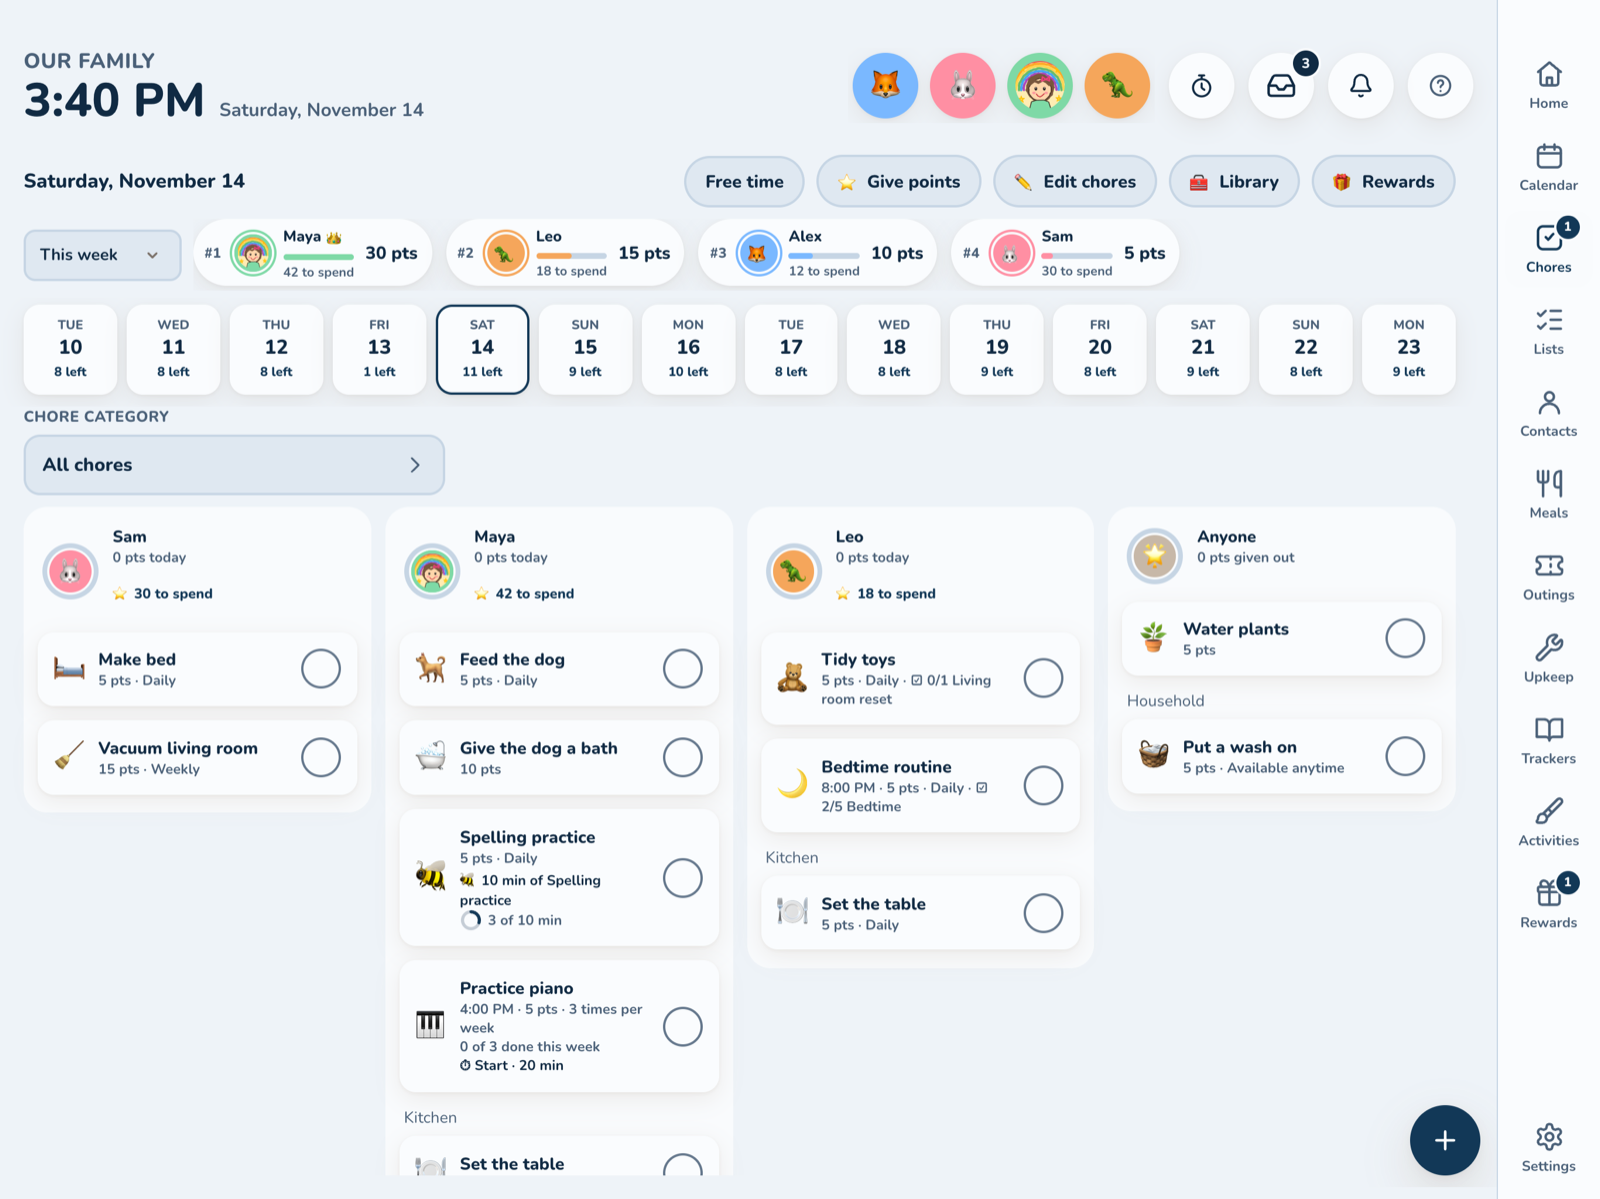 OUR FAMILY
3:40 PM Saturday, November 14
3
Saturday, November 14
Free time
Give points
Edit chores
Library
Rewards
This week
#1
Maya
42 to spend
30 pts
#2
Leo
18 to spend
15 pts
#3
Alex
12 to spend
10 pts
#4
Sam
30 to spend
5 pts
TUE
10
8 left
WED
11
8 left
THU
12
8 left
FRI
13
1 left
SAT
14
11 left
SUN
15
9 left
MON
16
10 left
TUE
17
8 left
WED
18
8 left
THU
19
9 left
FRI
20
8 left
SAT
21
9 left
SUN
22
8 left
MON
23
9 left
CHORE CATEGORY
All chores
Sam
0 pts today
30 to spend
Make bed
5 pts · Daily
Vacuum living room
15 pts · Weekly
Maya
0 pts today
42 to spend
Feed the dog
5 pts · Daily
Give the dog a bath
10 pts
Spelling practice
5 pts · Daily
10 min of Spelling
practice
3 of 10 min
Practice piano
4:00 PM · 5 pts · 3 times per
week
0 of 3 done this week
Start · 20 min
Kitchen
Set the table
Leo
0 pts today
18 to spend
Tidy toys
5 pts · Daily · 0/1 Living
room reset
Bedtime routine
8:00 PM · 5 pts · Daily ·
2/5 Bedtime
Kitchen
Set the table
5 pts · Daily
Anyone
0 pts given out
Water plants
5 pts
Household
Put a wash on
5 pts · Available anytime
Home
Calendar
1
Chores
Lists
Contacts
Meals
Outings
Upkeep
Trackers
Activities
1
Rewards
Settings